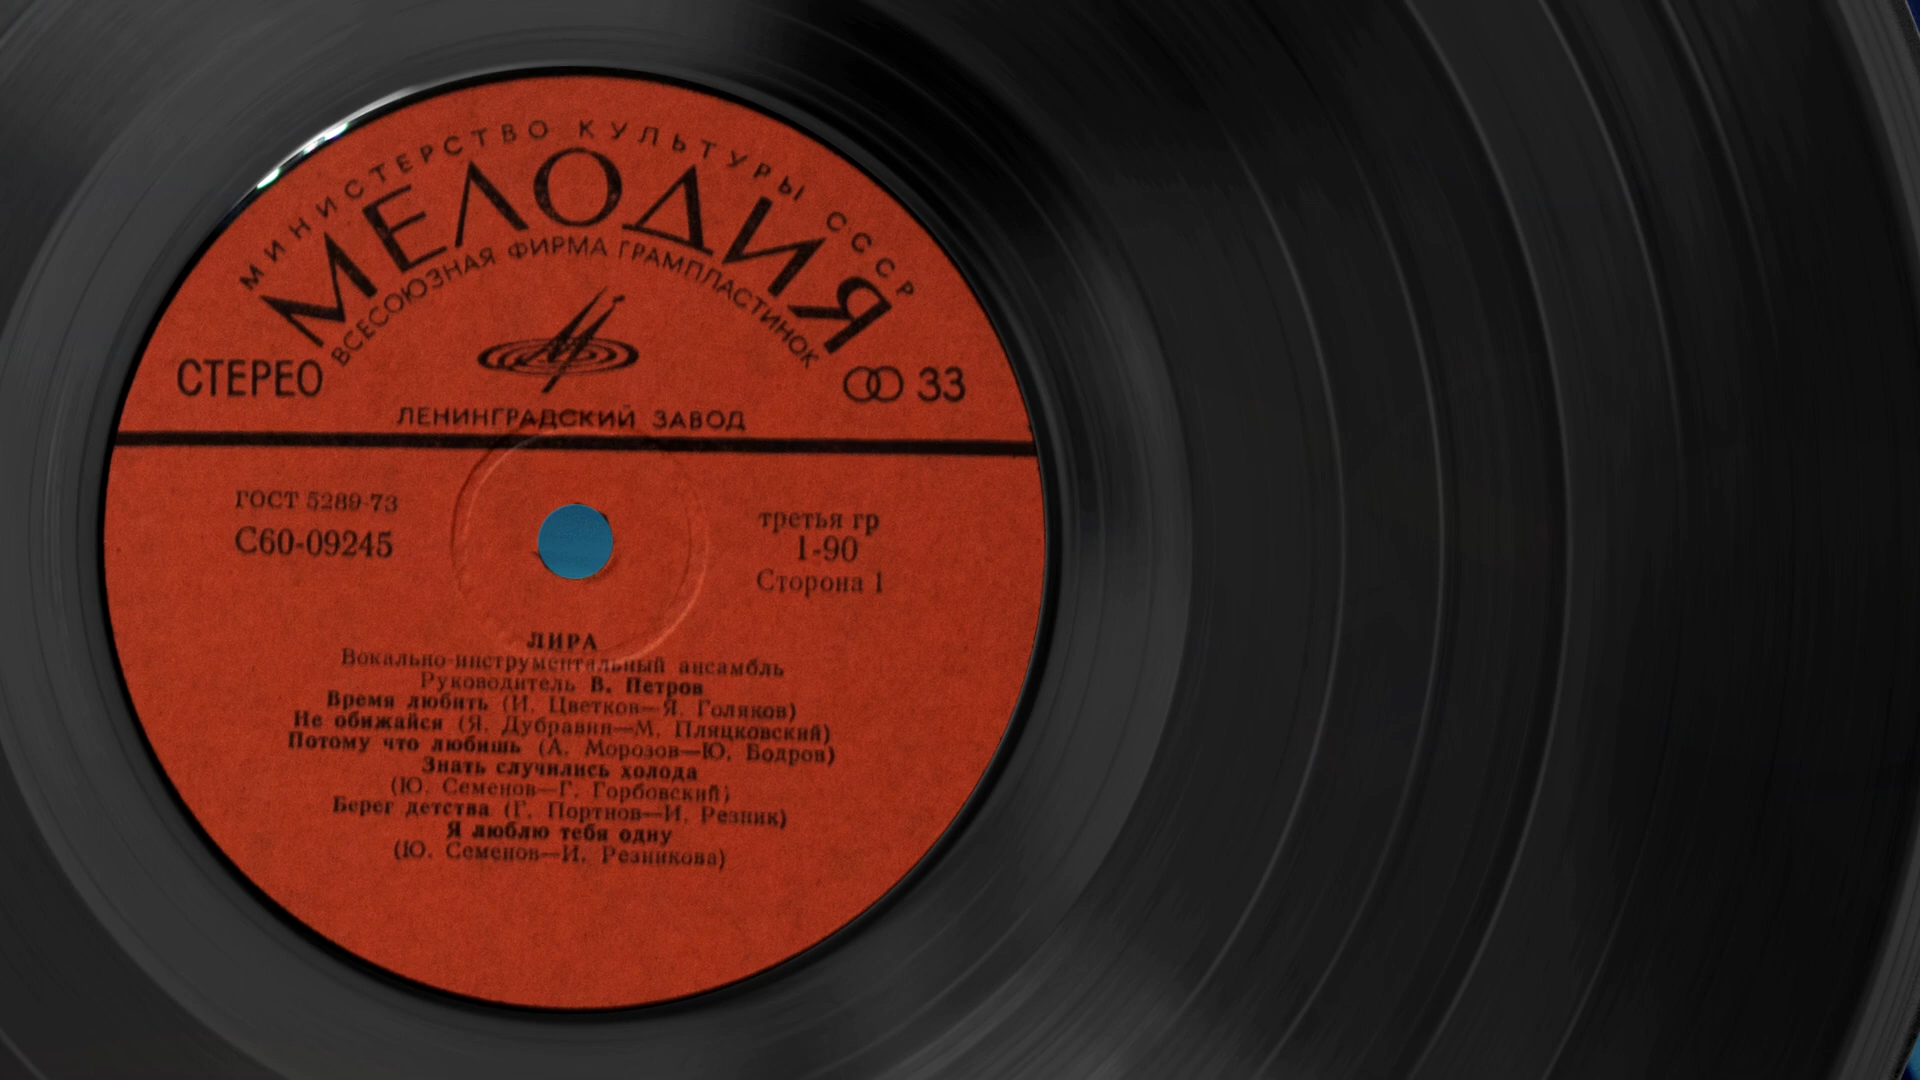 МИНИСТЕРСТВО КУЛЬТУРЫ СССР
МЕЛОДИЯ
ВСЕСОЮЗНАЯ ФИРМА ГРАМПЛАСТИНОК
СТЕРЕО
33
ЛЕНИНГРАДСКИЙ ЗАВОД
ГОСТ 5289-73
С60-09245
третья гр
1-90
Сторона 1
ЛИРА
Вокально-инструментальный ансамбль
Руководитель В. Петров
Время любить (И. Цветков—Я. Голяков)
Не обижайся (Я. Дубравин—М. Пляцковский)
Потому что любишь (А. Морозов—Ю. Бодров)
Знать случились холода
(Ю. Семенов—Г. Горбовский)
Берег детства (Г. Портнов—И. Резник)
Я люблю тебя одну
(Ю. Семенов—И. Резникова)